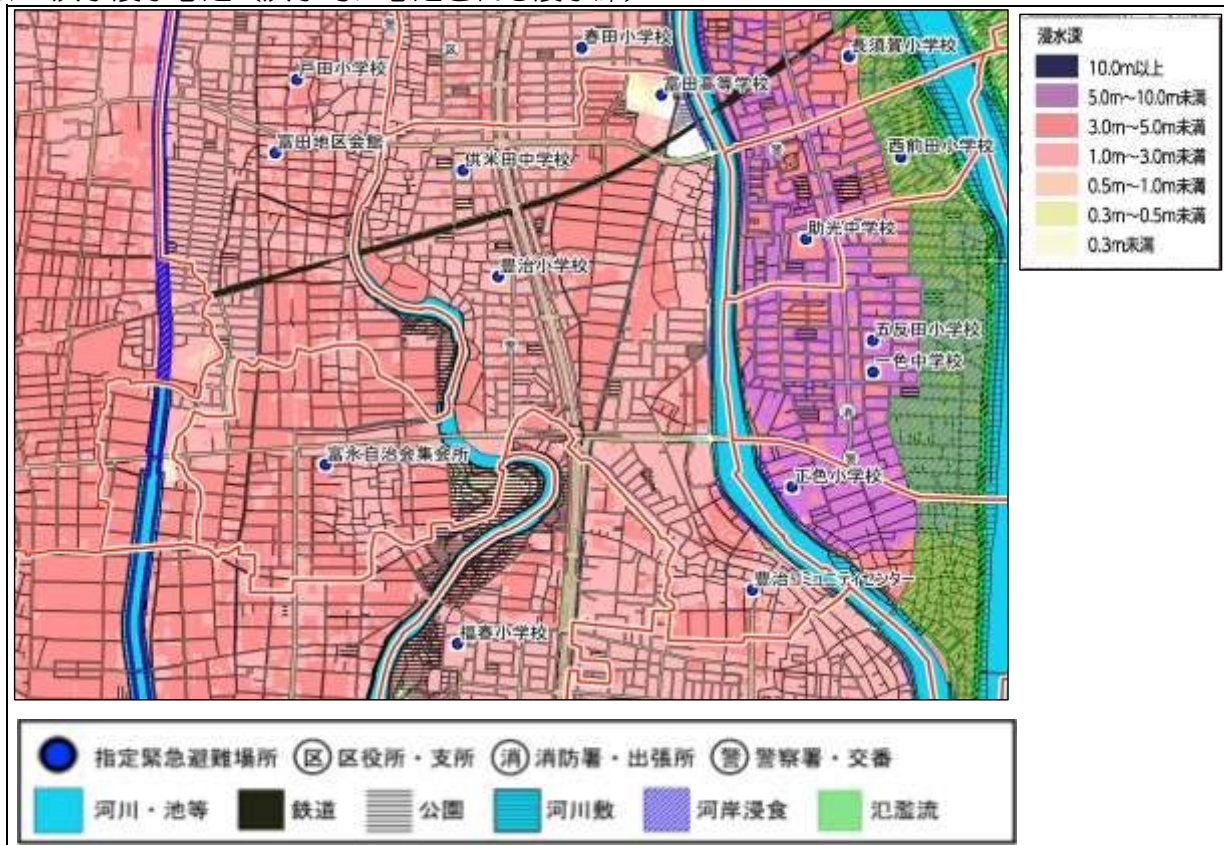 浸水深
10.0m以上
5.0m～10.0m未満
3.0m～5.0m未満
1.0m～3.0m未満
0.5m～1.0m未満
0.3m～0.5m未満
0.3m未満
春田小学校
長須賀小学校
戸田小学校
区
富田高等学校
富田地区会館
供米田中学校
西前田小学校
助光中学校
豊治小学校
五反田小学校
一色中学校
消
富永自治会集会所
正色小学校
豊治コミュニティセンター
福春小学校
指定緊急避難場所 区 区役所・支所 消 消防署・出張所 警 警察署・交番
河川・池等 鉄道 公園 河川敷 河岸浸食 氾濫流